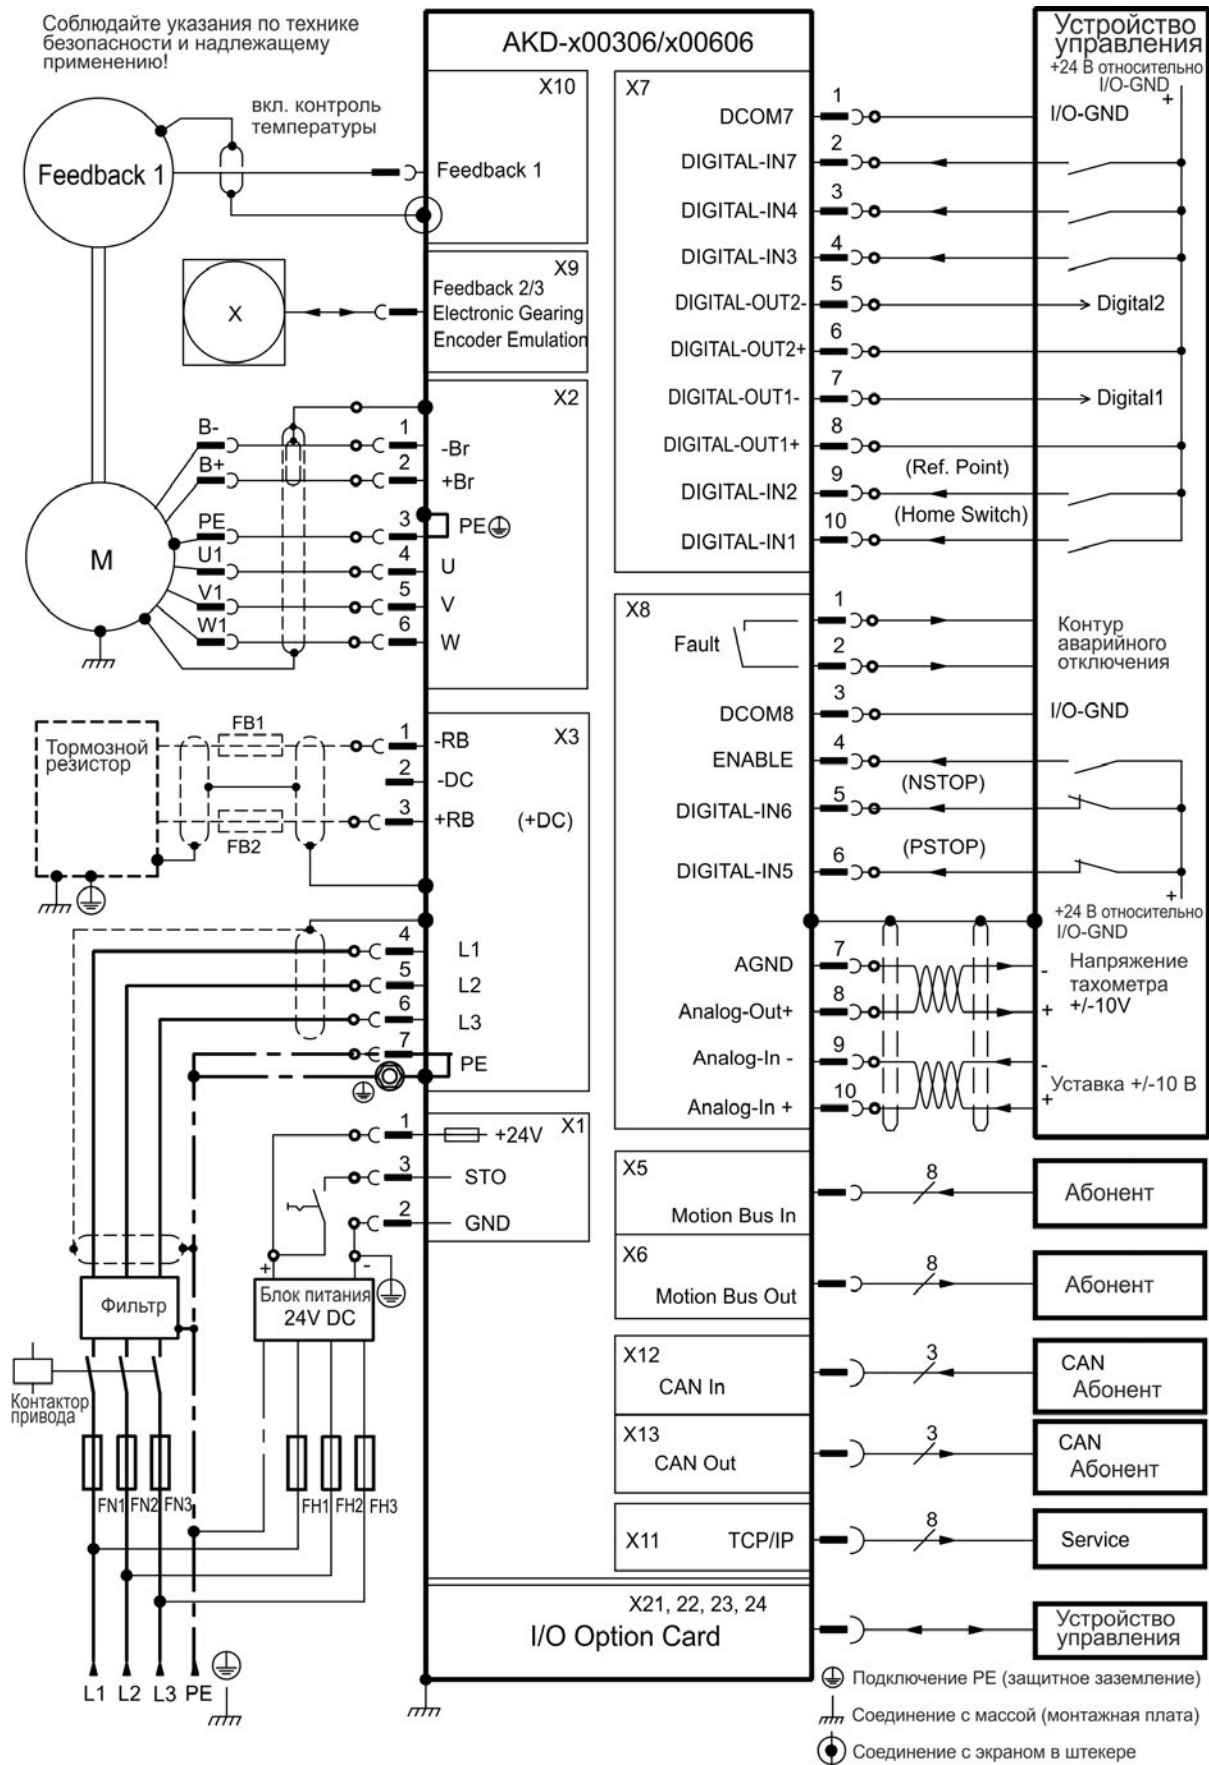 Соблюдайте указания по технике
безопасности и надлежащему
применению!
AKD-x00306/x00606
Устройство
управления
+24 В относительно
I/O-GND
+
вкл. контроль
температуры
Feedback 1
X10
Feedback 1
X9
Feedback 2/3
Electronic Gearing
Encoder Emulation
X
X2
B-
1
-Br
B+
2
+Br
PE
3
PE
U1
4
U
V1
5
V
W1
6
W
M
X3
Тормозной
резистор
FB1
1
-RB
2
-DC
3
+RB
(+DC)
FB2
4
L1
5
L2
6
L3
7
PE
X1
1
+24V
3
STO
2
GND
+
-
Блок питания
24V DC
Фильтр
Контактор
привода
FN1
FN2
FN3
FH1
FH2
FH3
L1
L2
L3
PE
X7
DCOM7
1
I/O-GND
DIGITAL-IN7
2
DIGITAL-IN4
3
DIGITAL-IN3
4
DIGITAL-OUT2-
5
Digital2
DIGITAL-OUT2+
6
DIGITAL-OUT1-
7
Digital1
DIGITAL-OUT1+
8
DIGITAL-IN2
9
(Ref. Point)
DIGITAL-IN1
10
(Home Switch)
X8
Fault
1
2
Контур
аварийного
отключения
DCOM8
3
I/O-GND
ENABLE
4
DIGITAL-IN6
5
(NSTOP)
DIGITAL-IN5
6
(PSTOP)
+
+24 В относительно
I/O-GND
AGND
7
-
Напряжение
тахометра
+/-10V
Analog-Out+
8
+
Analog-In -
9
-
Уставка +/-10 В
Analog-In +
10
+
X5
Motion Bus In
8
Абонент
X6
Motion Bus Out
8
Абонент
X12
CAN In
3
CAN
Абонент
X13
CAN Out
3
CAN
Абонент
X11
TCP/IP
8
Service
X21, 22, 23, 24
I/O Option Card
Устройство
управления
Подключение PE (защитное заземление)
Соединение с массой (монтажная плата)
Соединение с экраном в штекере